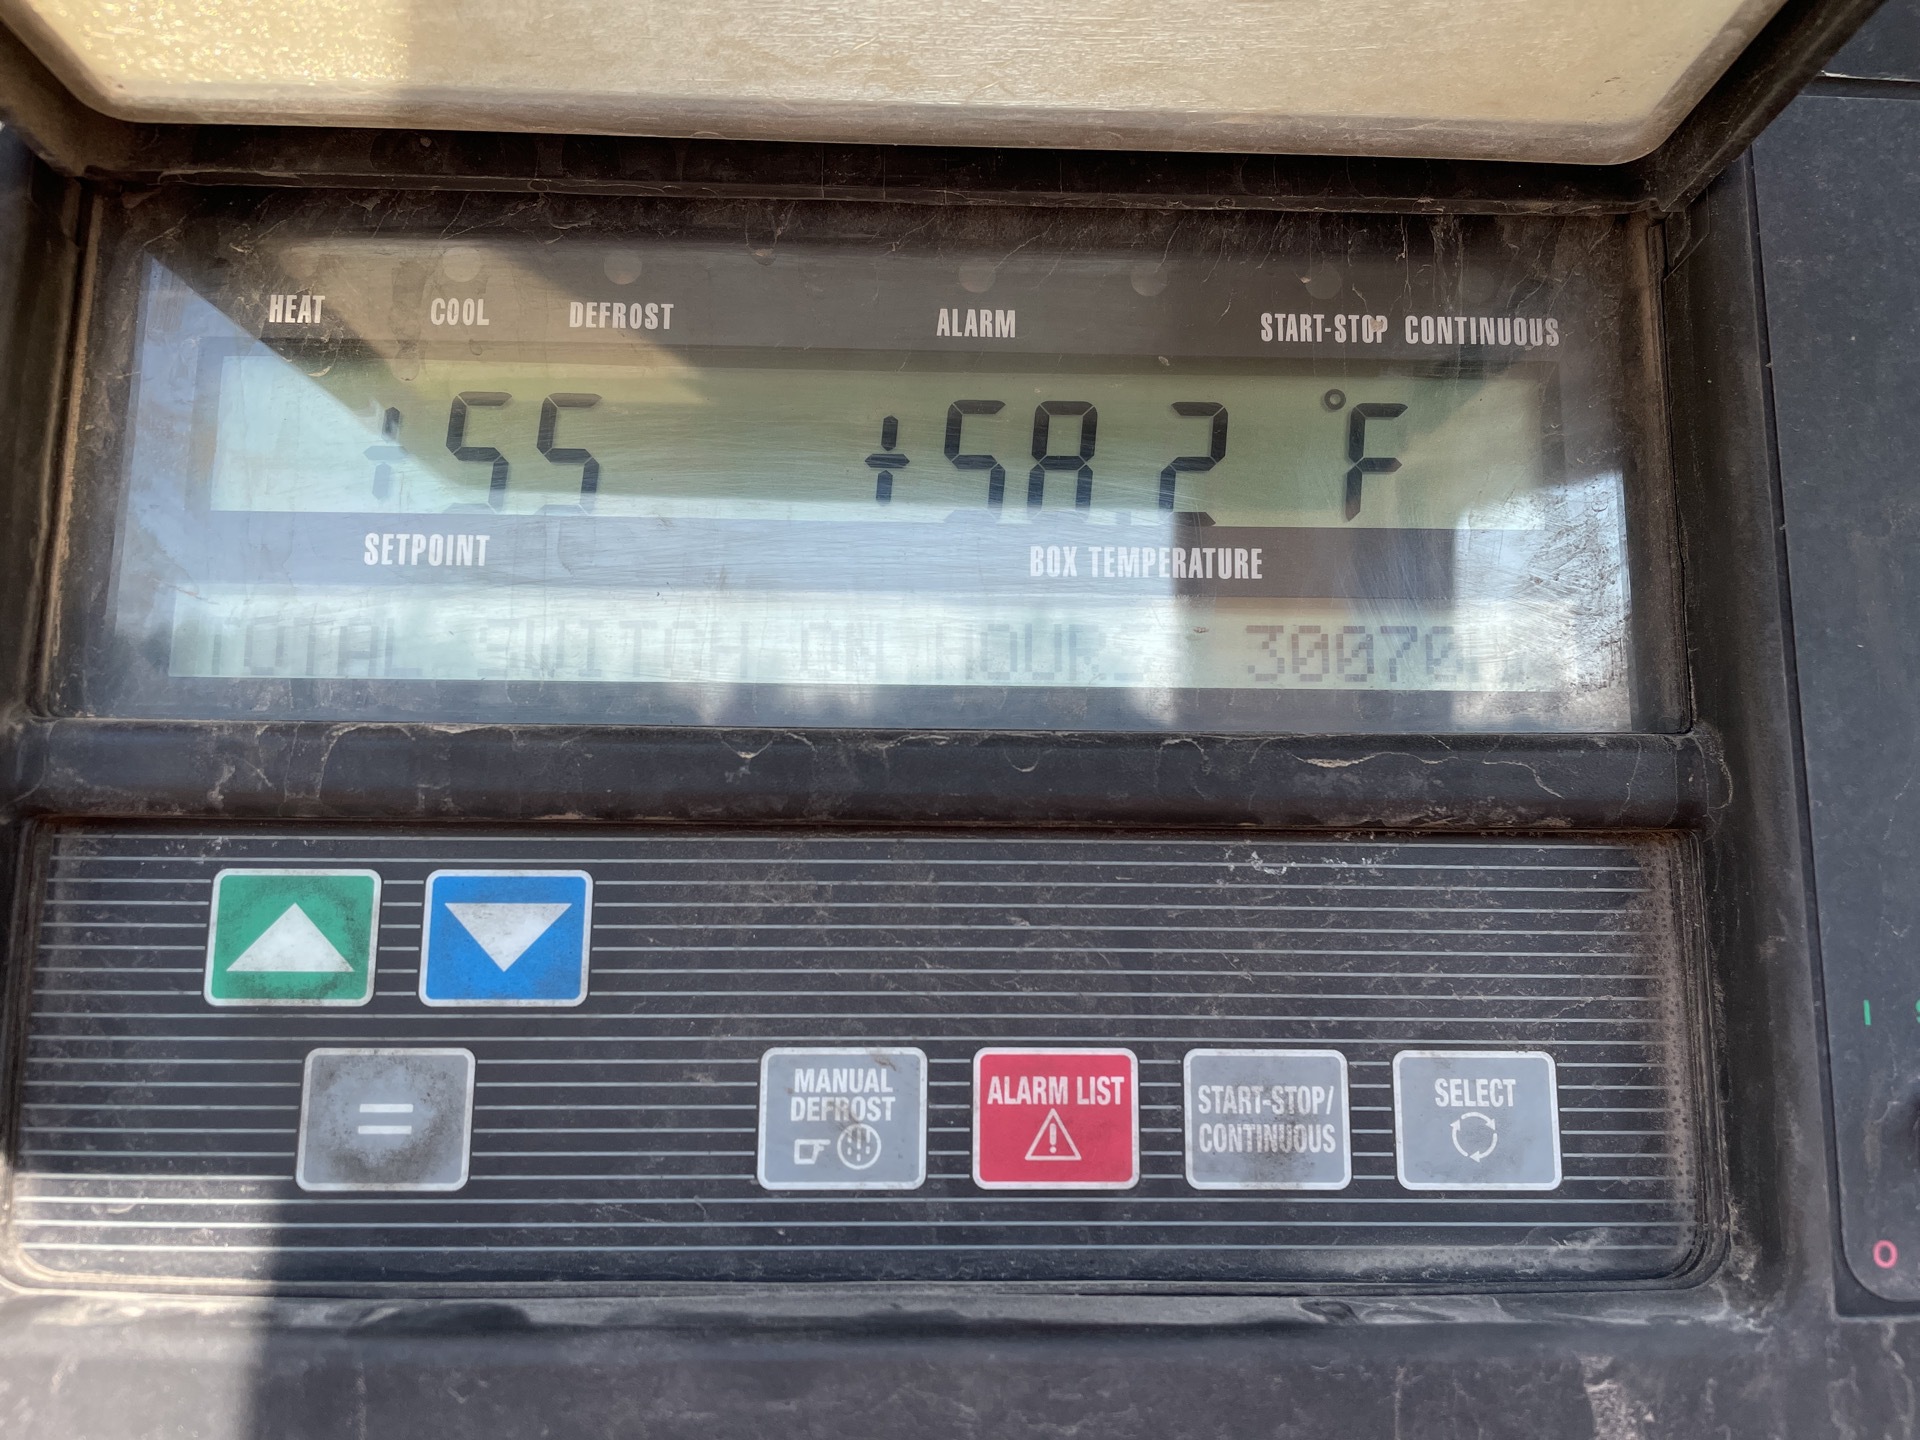 HEAT COOL DEFROST ALARM START-STOP CONTINUOUS
+55 +58.2 °F
SETPOINT BOX TEMPERATURE
TOTAL SWITCH ON HOUR 30070
MANUAL DEFROST
ALARM LIST
START-STOP/
CONTINUOUS
SELECT
=
I
O